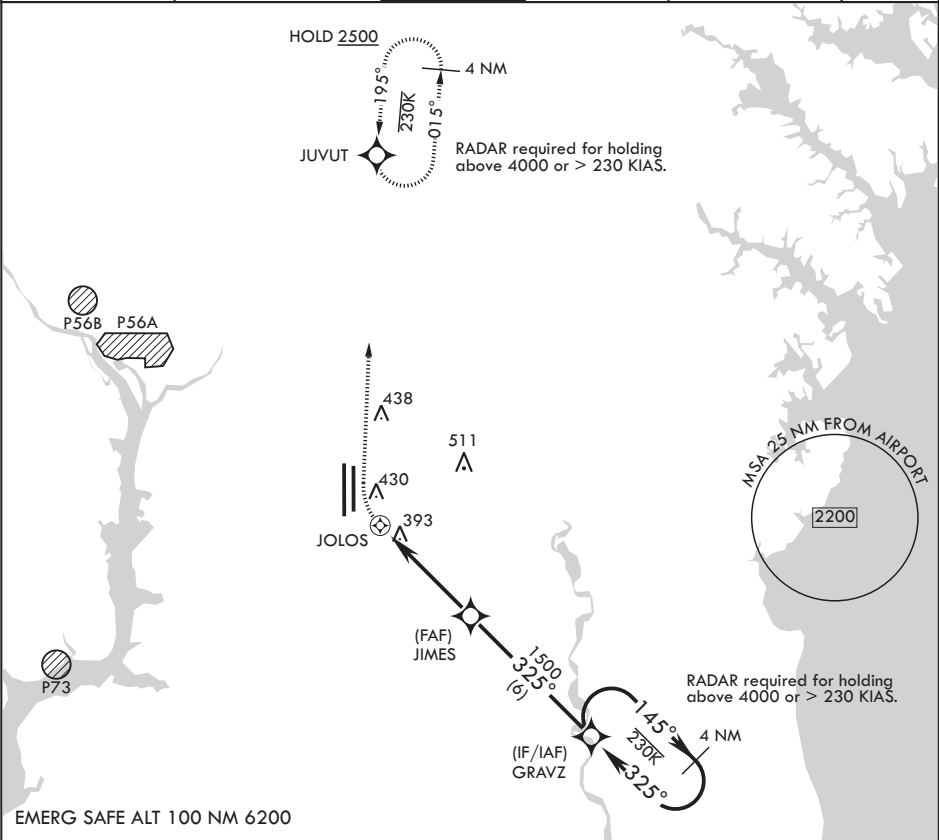 HOLD 2500
4 NM
195°
230K
015°
JUVUT
RADAR required for holding
above 4000 or > 230 KIAS.
P56B
P56A
438
511
430
393
JOLOS
MSA 25 NM FROM AIRPORT
2200
(FAF)
JIMES
1500
325°
(6)
P73
RADAR required for holding
above 4000 or > 230 KIAS.
145°
4 NM
230K
325°
(IF/IAF)
GRAVZ
EMERG SAFE ALT 100 NM 6200